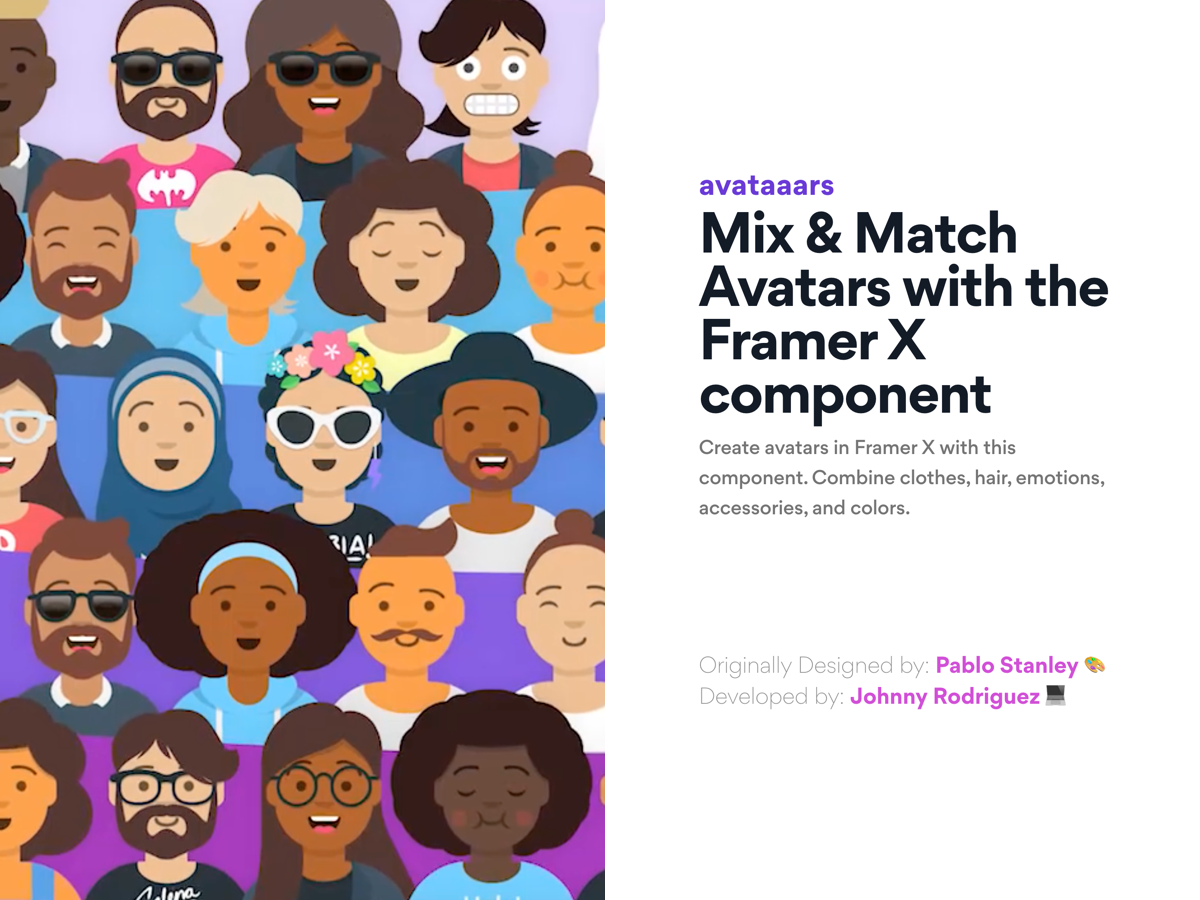 avataaars
Mix & Match
Avatars with the
Framer X
component
Create avatars in Framer X with this
component. Combine clothes, hair, emotions,
accessories, and colors.
Originally Designed by: Pablo Stanley 🎨
Developed by: Johnny Rodriguez 💻
Selena